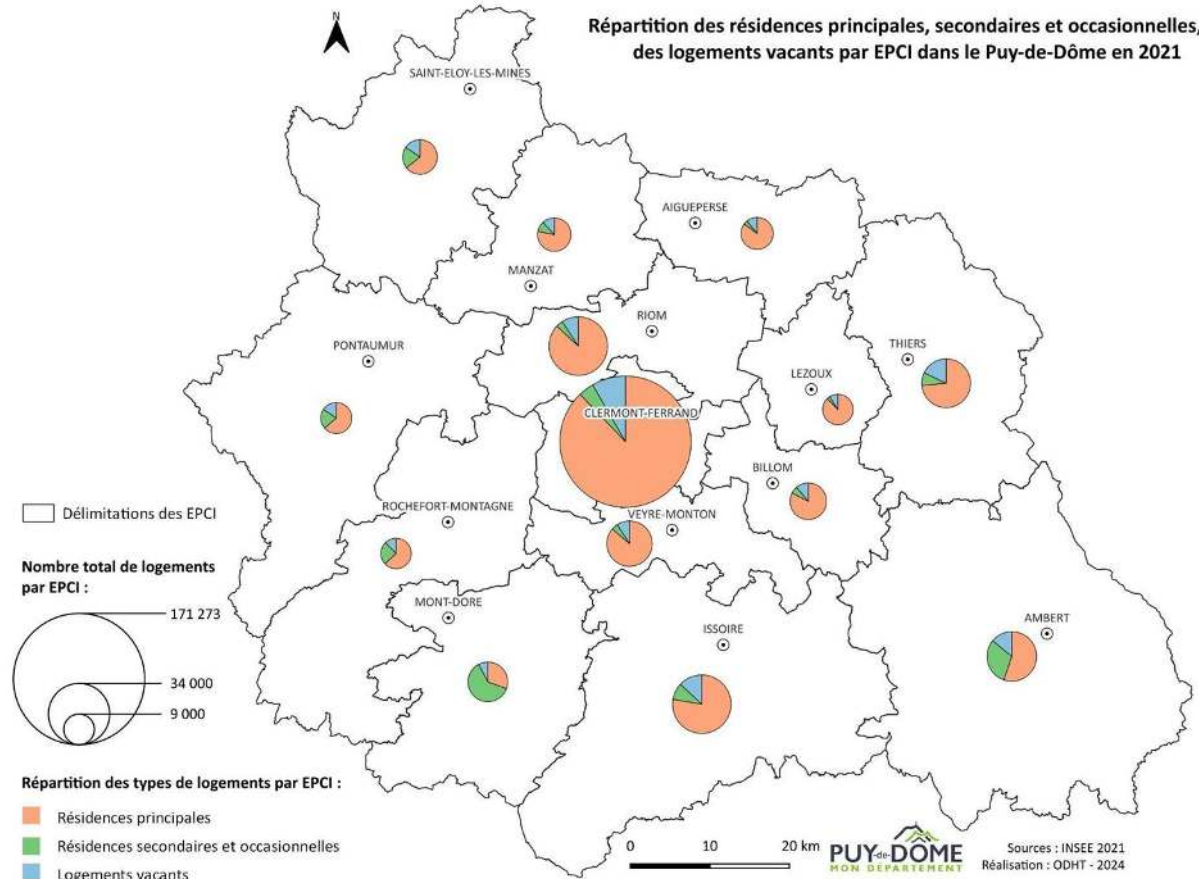 Répartition des résidences principales, secondaires et occasionnelles,
des logements vacants par EPCI dans le Puy-de-Dôme en 2021
N
SAINT-ELOY-LES-MINES
AIGUEPERSE
MANZAT
RIOM
PONTAUMUR
THIERS
LEZOUX
CLERMONT-FERRAND
BILLOM
ROCHEFORT-MONTAGNE
VEYRE-MONTON
MONT-DORE
ISSOIRE
AMBERT
Délimitations des EPCI
Nombre total de logements
par EPCI :
171 273
34 000
9 000
Répartition des types de logements par EPCI :
Résidences principales
Résidences secondaires et occasionnelles
Logements vacants
0 10 20 km
PUY-de-DÔME
MON DÉPARTEMENT
Sources : INSEE 2021
Réalisation : ODHT - 2024